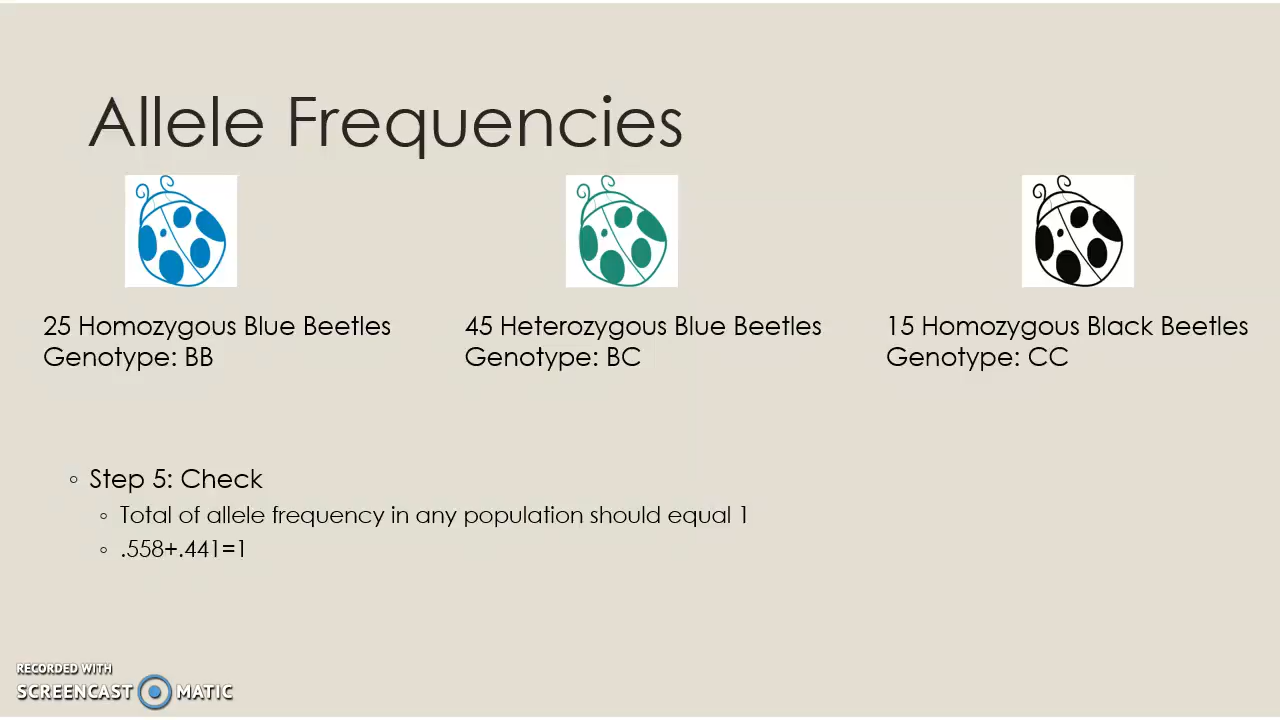 Allele Frequencies
25 Homozygous Blue Beetles
Genotype: BB
45 Heterozygous Blue Beetles
Genotype: BC
15 Homozygous Black Beetles
Genotype: CC
◦ Step 5: Check
◦ Total of allele frequency in any population should equal 1
◦ .558+.441=1
RECORDED WITH
SCREENCAST MATIC